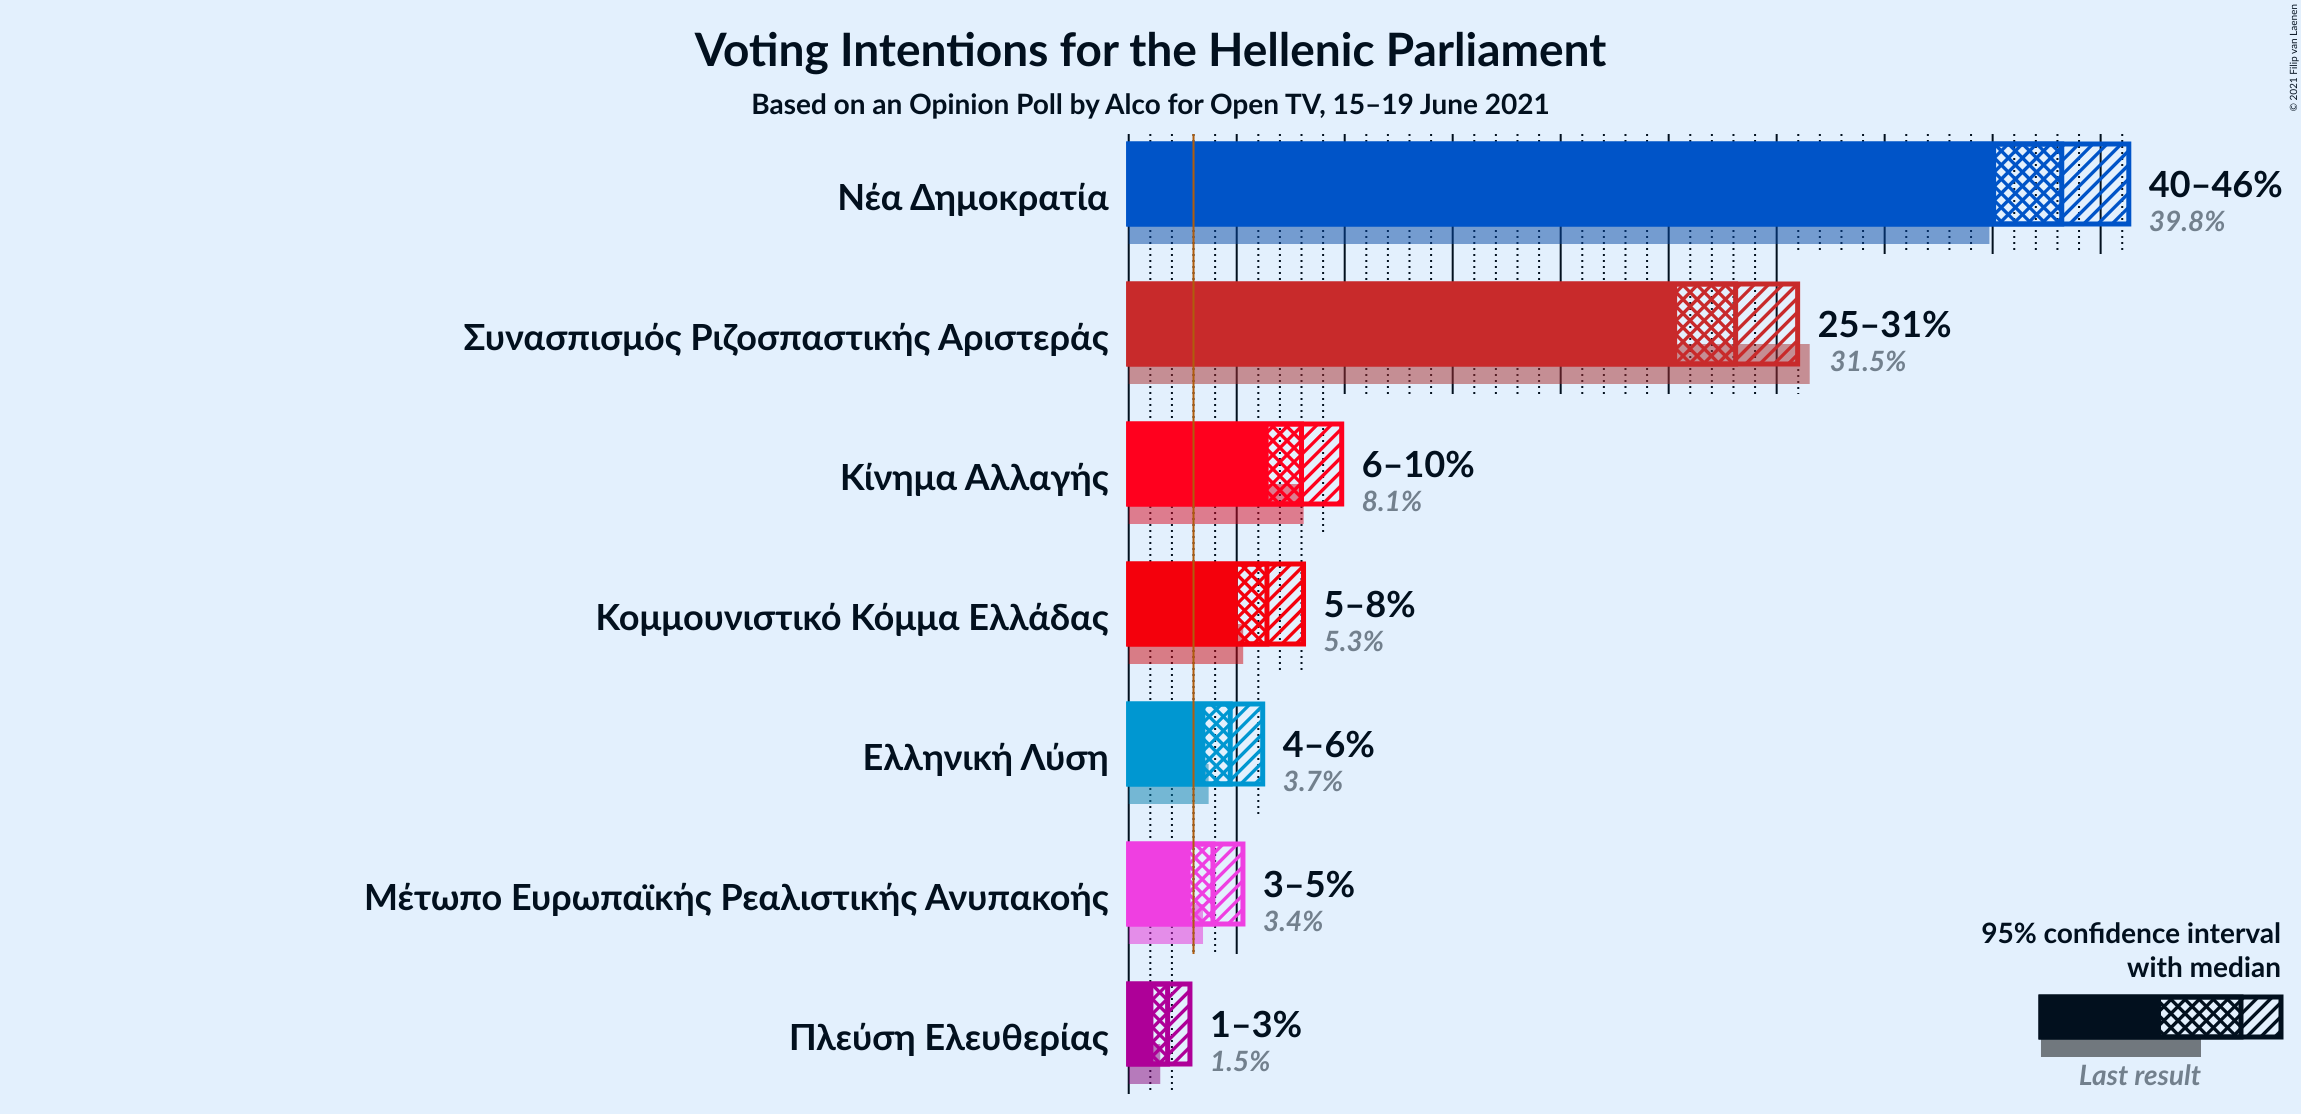 Voting Intentions for the Hellenic Parliament
Based on an Opinion Poll by Alco for Open TV, 15–19 June 2021
© 2021 Filip van Laenen
Νέα Δημοκρατία
40–46%
39.8%
Συνασπισμός Ριζοσπαστικής Αριστεράς
25–31%
31.5%
Κίνημα Αλλαγής
6–10%
8.1%
Κομμουνιστικό Κόμμα Ελλάδας
5–8%
5.3%
Ελληνική Λύση
4–6%
3.7%
Μέτωπο Ευρωπαϊκής Ρεαλιστικής Ανυπακοής
3–5%
3.4%
Πλεύση Ελευθερίας
1–3%
1.5%
95% confidence interval
with median
Last result